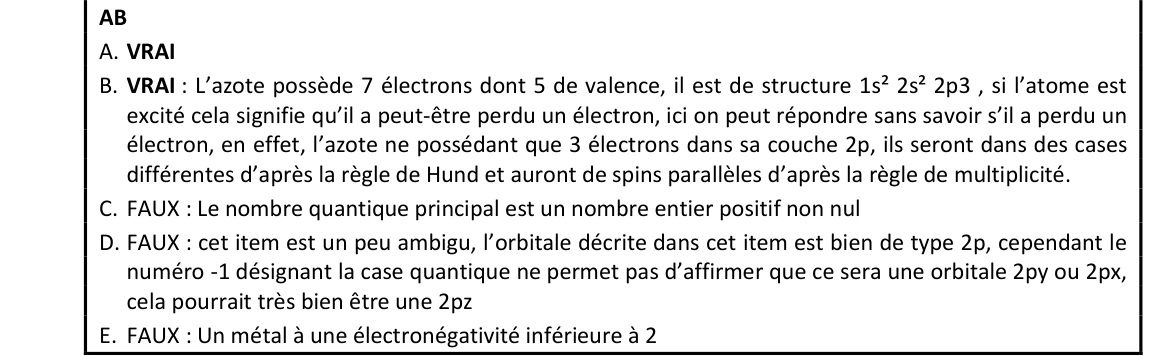 AB
A. VRAI
B. VRAI : L’azote possède 7 électrons dont 5 de valence, il est de structure 1s² 2s² 2p3 , si l’atome est
excité cela signifie qu’il a peut-être perdu un électron, ici on peut répondre sans savoir s’il a perdu un
électron, en effet, l’azote ne possédant que 3 électrons dans sa couche 2p, ils seront dans des cases
différentes d’après la règle de Hund et auront de spins parallèles d’après la règle de multiplicité.
C. FAUX : Le nombre quantique principal est un nombre entier positif non nul
D. FAUX : cet item est un peu ambigu, l’orbitale décrite dans cet item est bien de type 2p, cependant le
numéro -1 désignant la case quantique ne permet pas d’affirmer que ce sera une orbitale 2py ou 2px,
cela pourrait très bien être une 2pz
E. FAUX : Un métal à une électronégativité inférieure à 2